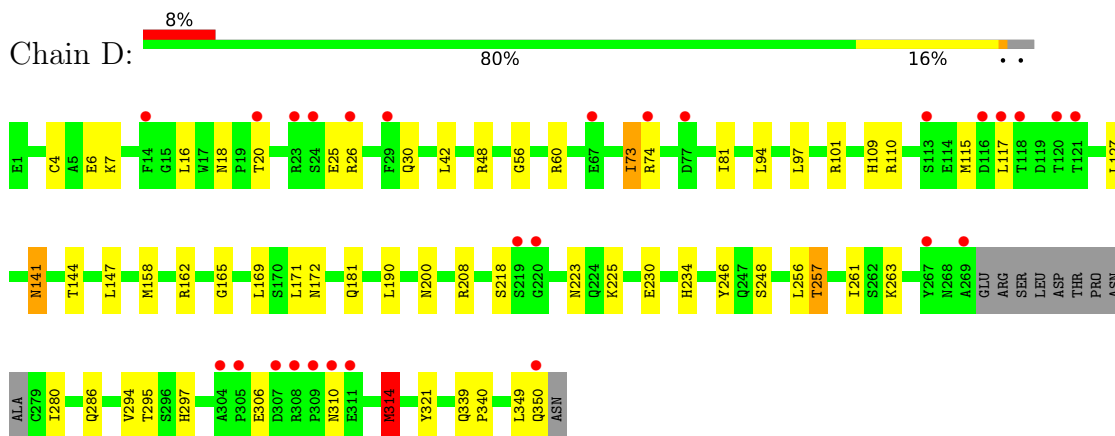 8%
Chain D:
80% 16% • •
E1 C4 A5 E6 K7 F14 G15 L16 W17 N18 P19 T20 R23 S24 E25 R26 F29 Q30 L42 R48 G56 R60 E67 I73 R74 D77 I81 L94 L97 R101 H109 R110 S113 E114 M115 D116 L117 T118 D119 T120 T121 L127
N141 T144 L147 M158 R162 G165 L169 S170 L171 N172 Q181 L190 N200 R208 S218 S219 G220 N223 Q224 K225 E230 H234 Y246 Q247 S248 L256 T257 I261 S262 K263 Y267 N268 A269 GLU ARG SER LEU ASP THR PRO ASN
ALA C279 I280 Q286 V294 T295 S296 H297 A304 P305 E306 D307 R308 P309 N310 E311 M314 Y321 Q339 P340 L349 Q350 ASN